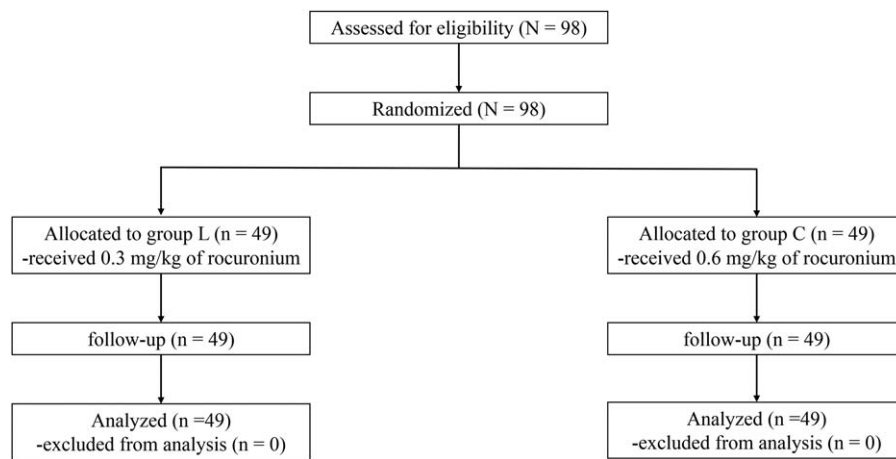 Assessed for eligibility (N = 98)
Randomized (N = 98)
Allocated to group L (n = 49)
-received 0.3 mg/kg of rocuronium
Allocated to group C (n = 49)
-received 0.6 mg/kg of rocuronium
follow-up (n = 49)
follow-up (n = 49)
Analyzed (n =49)
-excluded from analysis (n = 0)
Analyzed (n =49)
-excluded from analysis (n = 0)